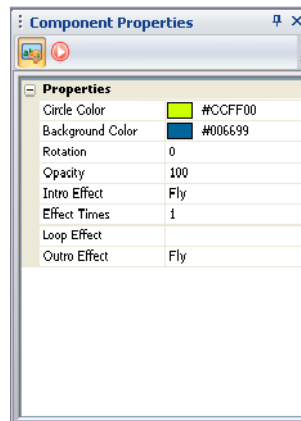 Component Properties
Properties
Circle Color #CCFF00
Background Color #006699
Rotation 0
Opacity 100
Intro Effect Fly
Effect Times 1
Loop Effect
Outro Effect Fly